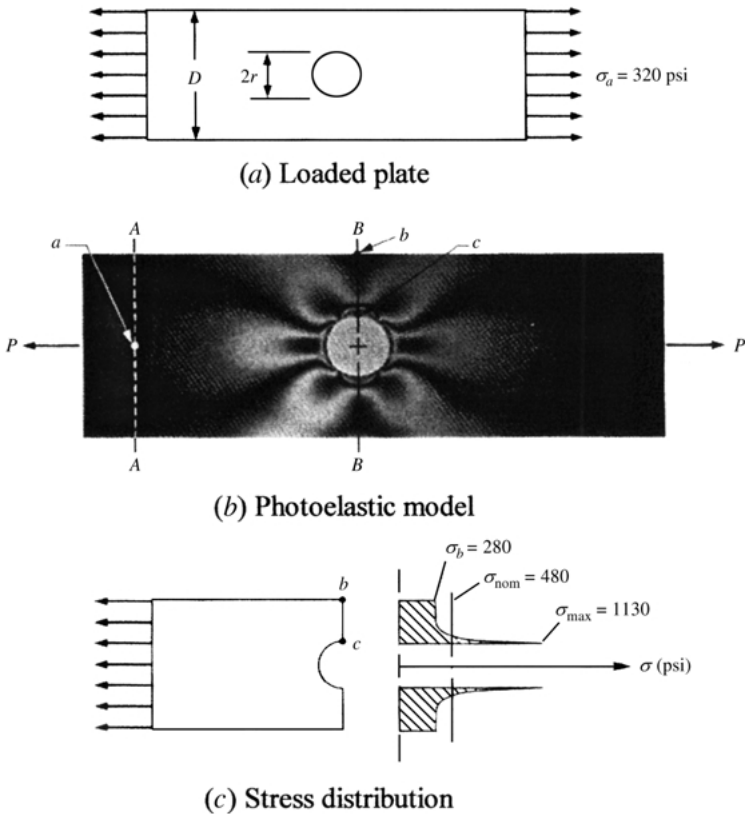 D
2r
σa = 320 psi
(a) Loaded plate
a
A
B
b
c
P
P
A
B
(b) Photoelastic model
σb = 280
σnom = 480
σmax = 1130
b
c
σ (psi)
(c) Stress distribution